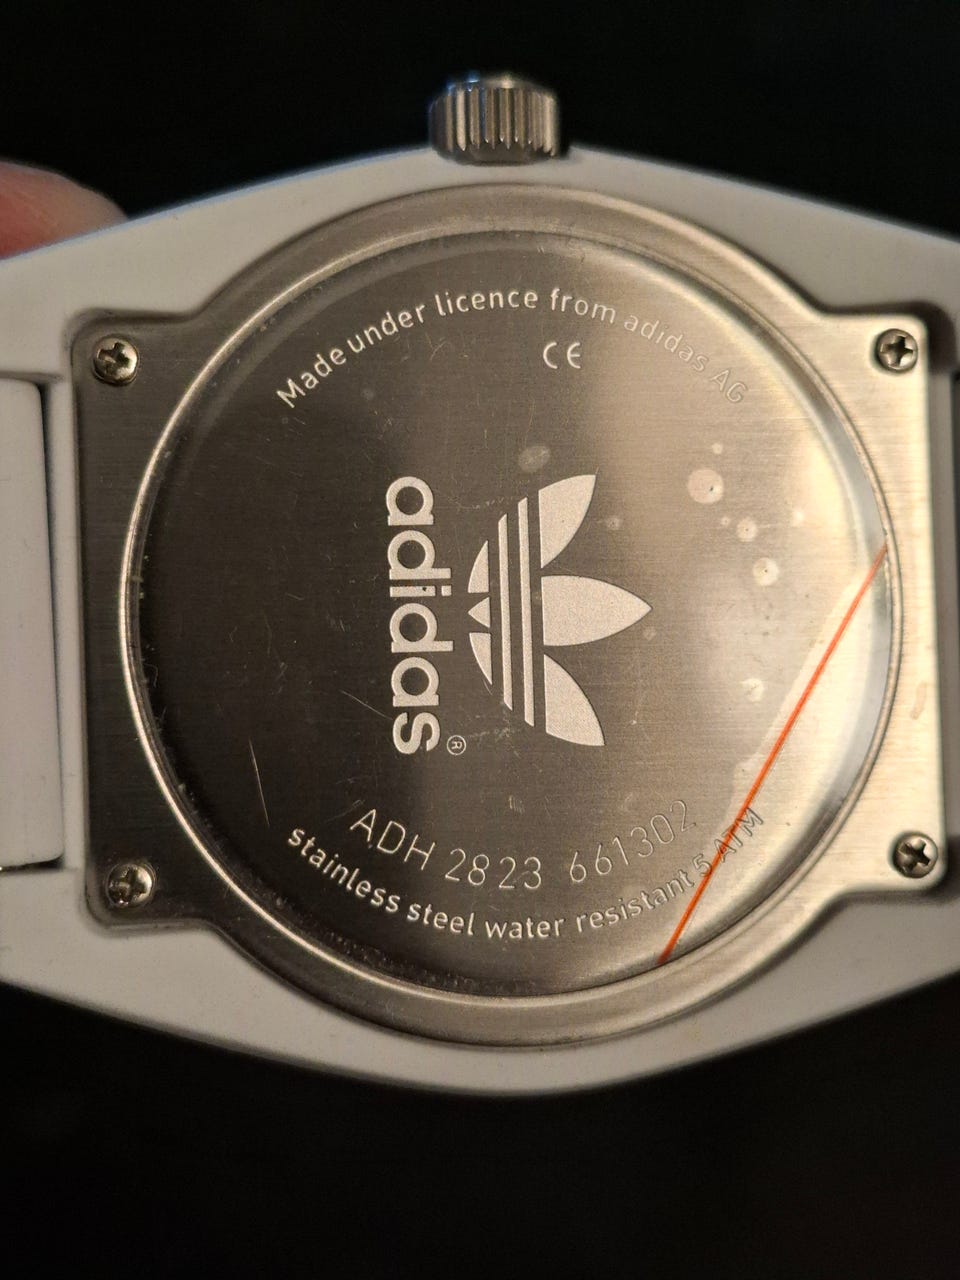 Made under licence from adidas AG
CE
adidas®
ADH 2823 661302
stainless steel water resistant 5 ATM